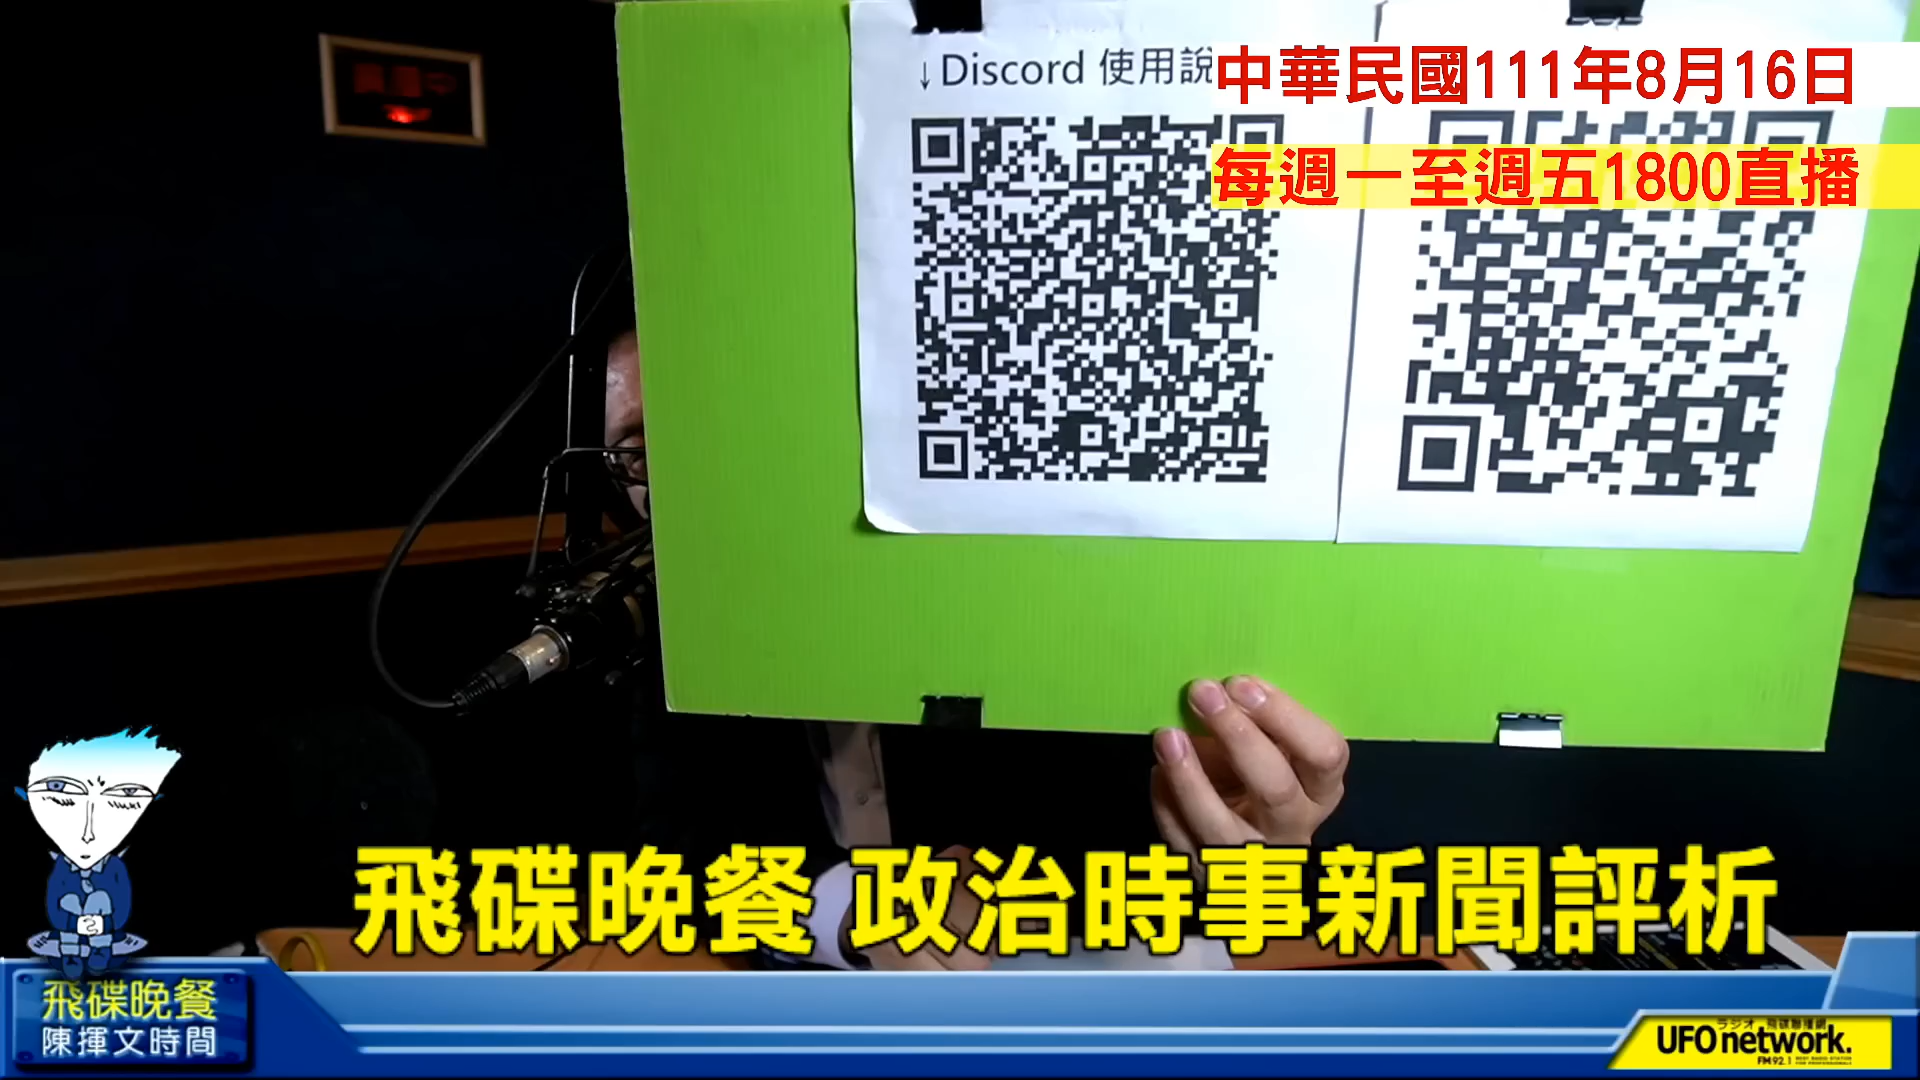 ↓Discord 使用說
中華民國111年8月16日
每週一至週五1800直播
飛碟晚餐 政治時事新聞評析
飛碟晚餐
陳揮文時間
UFO network.
FM92.1